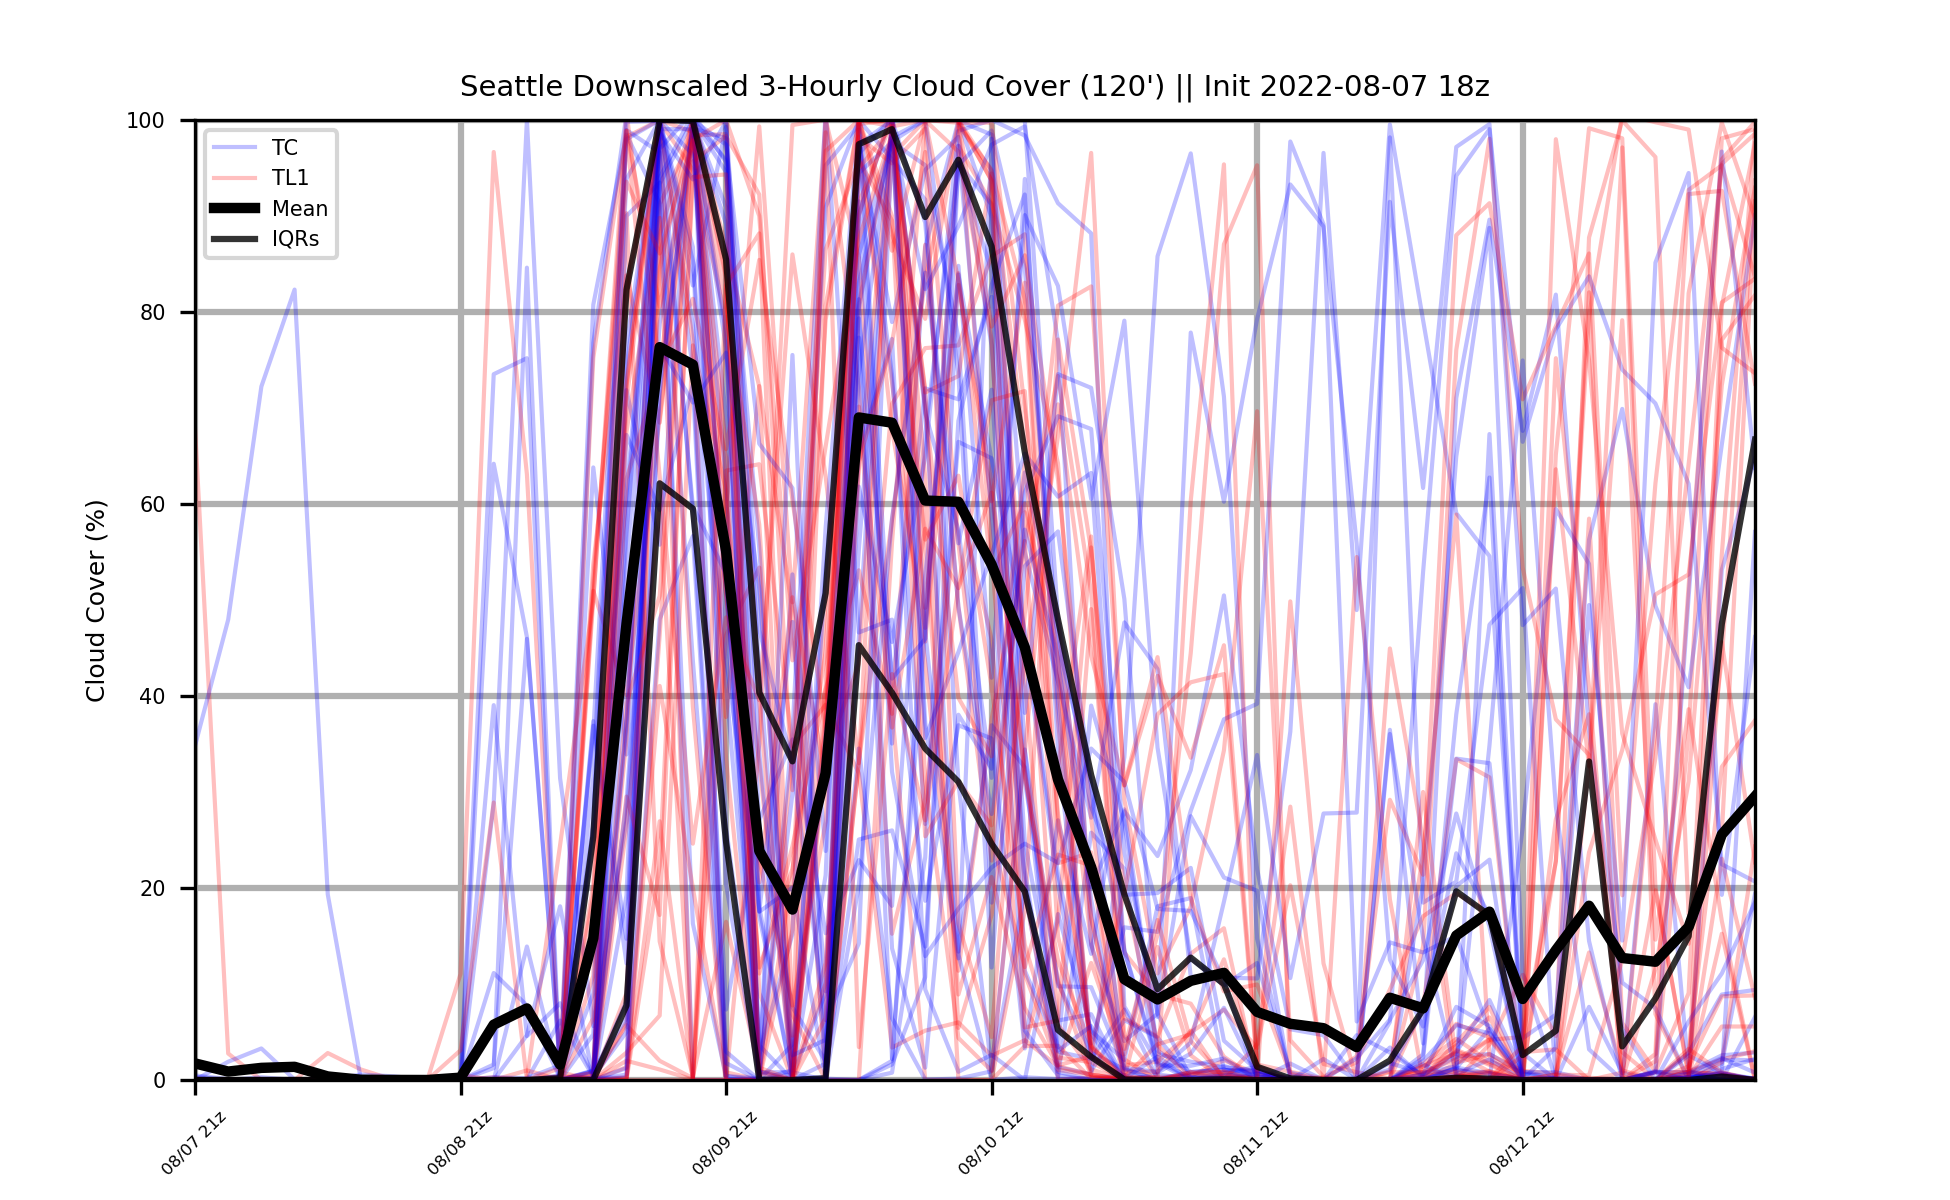 Seattle Downscaled 3-Hourly Cloud Cover (120') || Init 2022-08-07 18z
100
80
60
40
20
0
Cloud Cover (%)
TC
TL1
Mean
IQRs
08/07 21z
08/08 21z
08/09 21z
08/10 21z
08/11 21z
08/12 21z